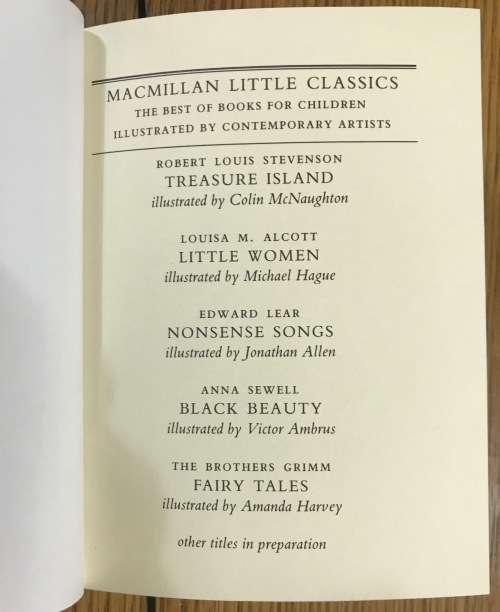 MACMILLAN LITTLE CLASSICS
THE BEST OF BOOKS FOR CHILDREN
ILLUSTRATED BY CONTEMPORARY ARTISTS
ROBERT LOUIS STEVENSON
TREASURE ISLAND
illustrated by Colin McNaughton
LOUISA M. ALCOTT
LITTLE WOMEN
illustrated by Michael Hague
EDWARD LEAR
NONSENSE SONGS
illustrated by Jonathan Allen
ANNA SEWELL
BLACK BEAUTY
illustrated by Victor Ambrus
THE BROTHERS GRIMM
FAIRY TALES
illustrated by Amanda Harvey
other titles in preparation